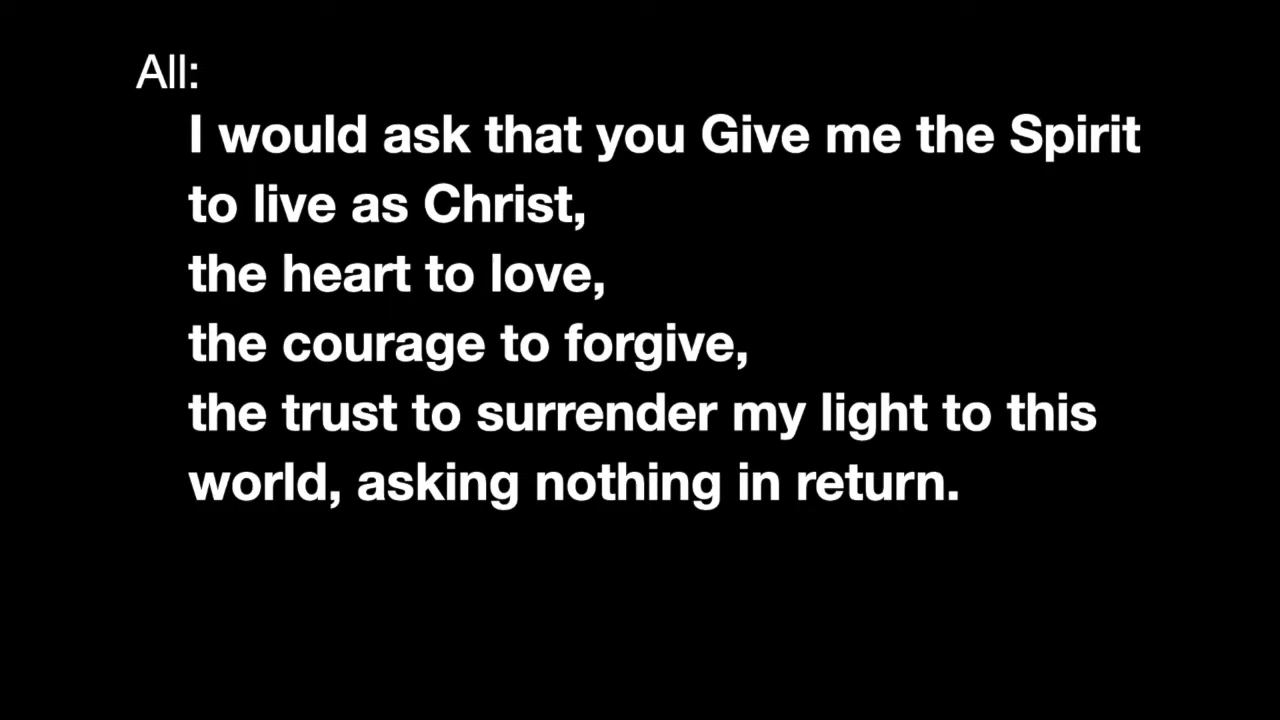 All:
I would ask that you Give me the Spirit
to live as Christ,
the heart to love,
the courage to forgive,
the trust to surrender my light to this
world, asking nothing in return.